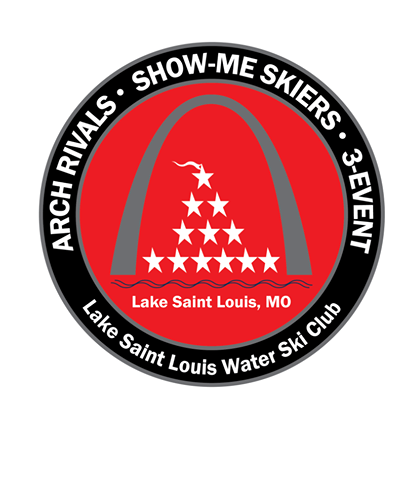 ARCH RIVALS • SHOW-ME SKIERS • 3-EVENT
Lake Saint Louis, MO
Lake Saint Louis Water Ski Club